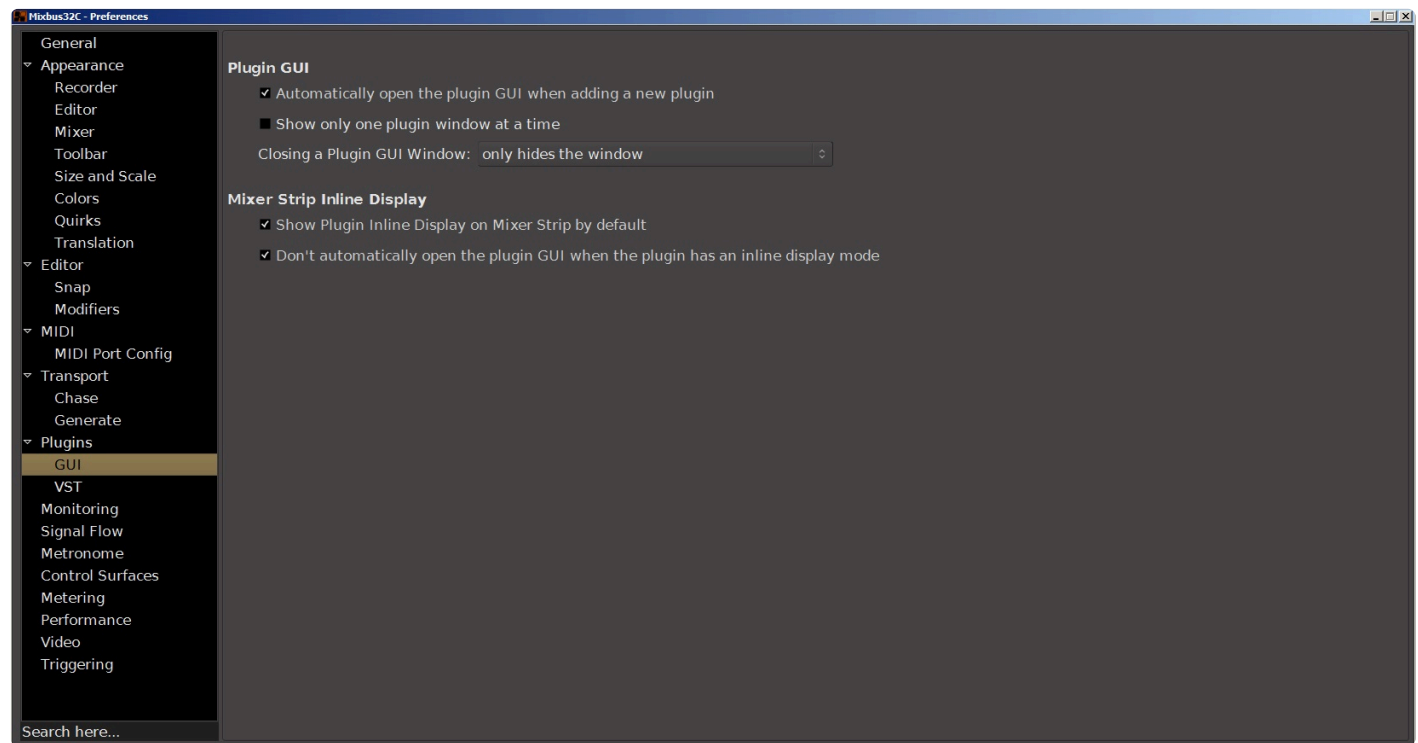 Mixbus32C - Preferences
General
Appearance
Recorder
Editor
Mixer
Toolbar
Size and Scale
Colors
Quirks
Translation
Editor
Snap
Modifiers
MIDI
MIDI Port Config
Transport
Chase
Generate
Plugins
GUI
VST
Monitoring
Signal Flow
Metronome
Control Surfaces
Metering
Performance
Video
Triggering
Search here...
Plugin GUI
Automatically open the plugin GUI when adding a new plugin
Show only one plugin window at a time
Closing a Plugin GUI Window: only hides the window
Mixer Strip Inline Display
Show Plugin Inline Display on Mixer Strip by default
Don't automatically open the plugin GUI when the plugin has an inline display mode